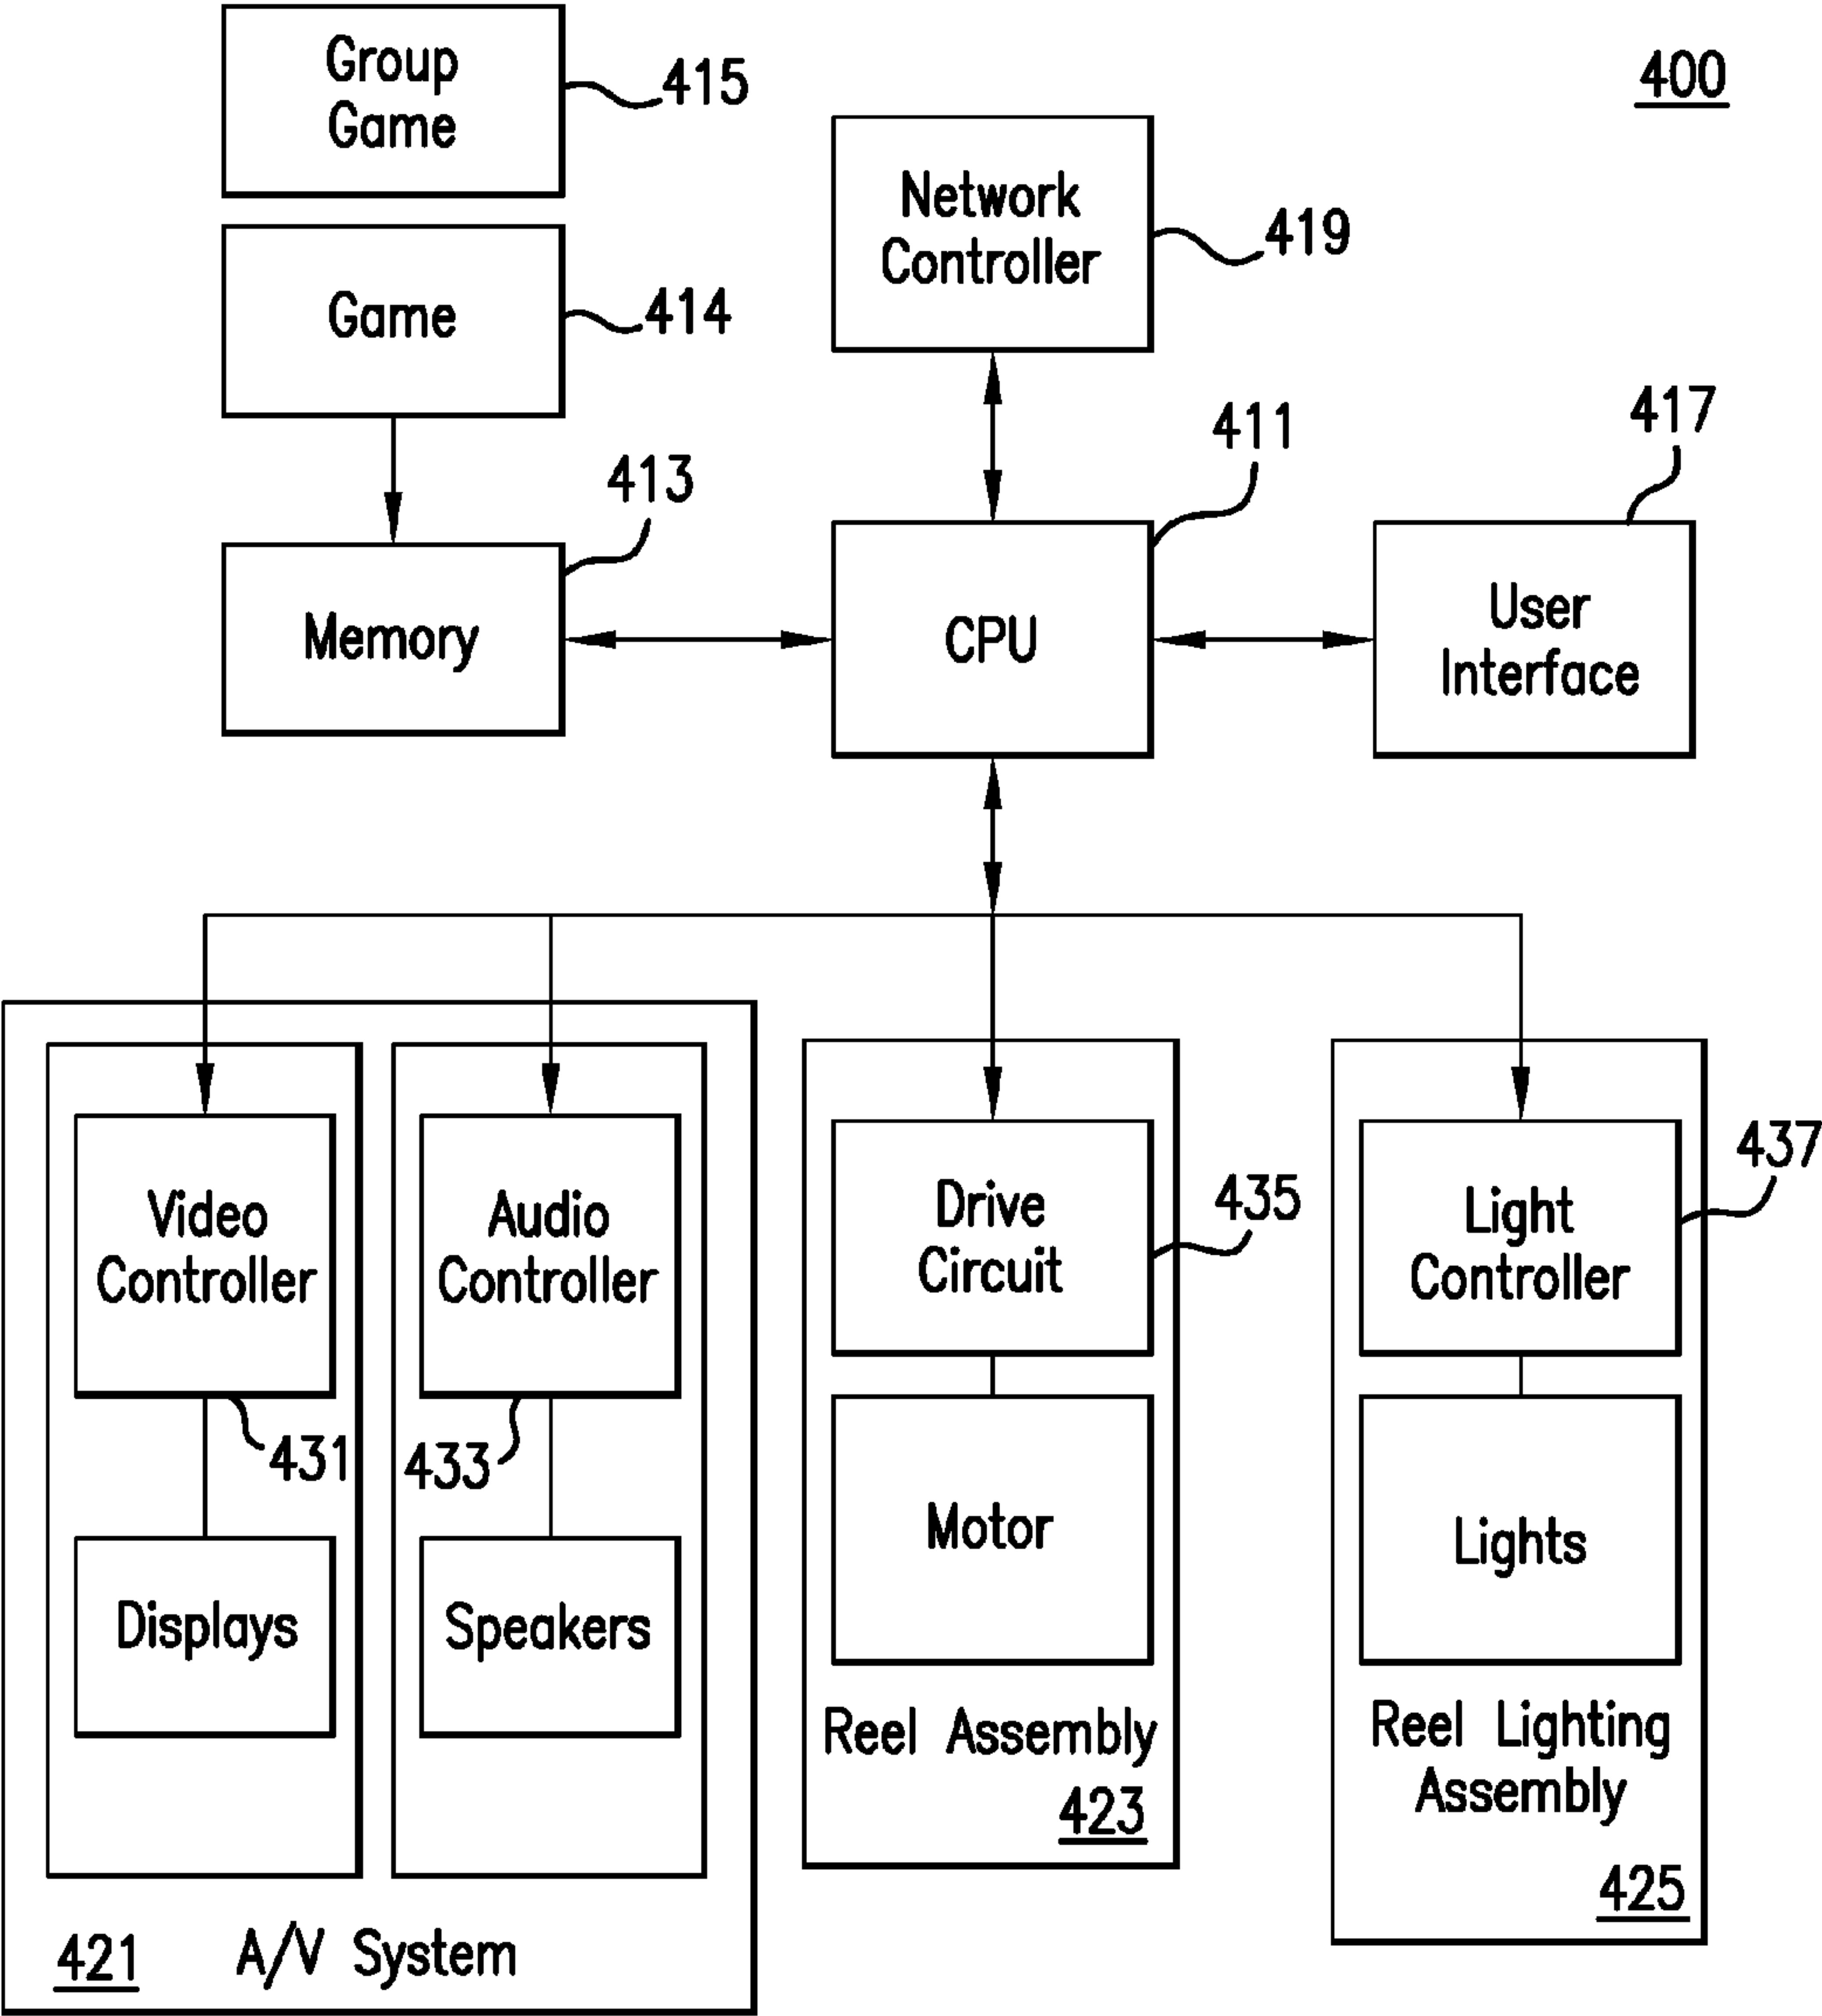 Group
Game
415
400
Network
Controller
419
Game
414
413
411
417
Memory
CPU
User
Interface
Video
Controller
431
Displays
Audio
Controller
433
Speakers
421
A/V System
Drive
Circuit
435
Motor
Reel Assembly
423
Light
Controller
437
Lights
Reel Lighting
Assembly
425